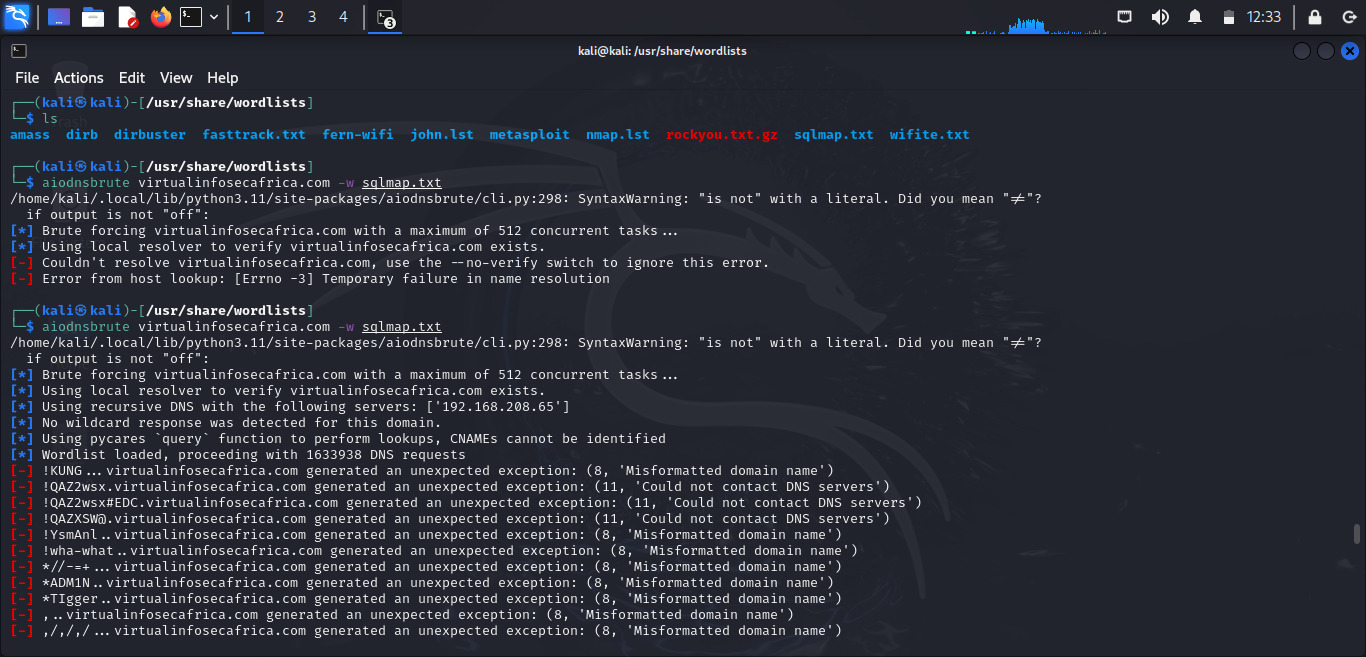 1 2 3 4 3 12:33
kali@kali: /usr/share/wordlists
File Actions Edit View Help
┌──(kali㉿kali)-[/usr/share/wordlists]
└─$ ls
amass dirb dirbuster fasttrack.txt fern-wifi john.lst metasploit nmap.lst rockyou.txt.gz sqlmap.txt wifite.txt
┌──(kali㉿kali)-[/usr/share/wordlists]
└─$ aiodnsbrute virtualinfosecafrica.com -w sqlmap.txt
/home/kali/.local/lib/python3.11/site-packages/aiodnsbrute/cli.py:298: SyntaxWarning: "is not" with a literal. Did you mean "≠"?
if output is not "off":
[*] Brute forcing virtualinfosecafrica.com with a maximum of 512 concurrent tasks...
[*] Using local resolver to verify virtualinfosecafrica.com exists.
[-] Couldn't resolve virtualinfosecafrica.com, use the --no-verify switch to ignore this error.
[-] Error from host lookup: [Errno -3] Temporary failure in name resolution
┌──(kali㉿kali)-[/usr/share/wordlists]
└─$ aiodnsbrute virtualinfosecafrica.com -w sqlmap.txt
/home/kali/.local/lib/python3.11/site-packages/aiodnsbrute/cli.py:298: SyntaxWarning: "is not" with a literal. Did you mean "≠"?
if output is not "off":
[*] Brute forcing virtualinfosecafrica.com with a maximum of 512 concurrent tasks...
[*] Using local resolver to verify virtualinfosecafrica.com exists.
[*] Using recursive DNS with the following servers: ['192.168.208.65']
[*] No wildcard response was detected for this domain.
[*] Using pycares `query` function to perform lookups, CNAMEs cannot be identified
[*] Wordlist loaded, proceeding with 1633938 DNS requests
[-] !KUNG...virtualinfosecafrica.com generated an unexpected exception: (8, 'Misformatted domain name')
[-] !QAZ2wsx.virtualinfosecafrica.com generated an unexpected exception: (11, 'Could not contact DNS servers')
[-] !QAZ2wsx#EDC.virtualinfosecafrica.com generated an unexpected exception: (11, 'Could not contact DNS servers')
[-] !QAZXSW@.virtualinfosecafrica.com generated an unexpected exception: (11, 'Could not contact DNS servers')
[-] !YsmAnl..virtualinfosecafrica.com generated an unexpected exception: (8, 'Misformatted domain name')
[-] !wha-what..virtualinfosecafrica.com generated an unexpected exception: (8, 'Misformatted domain name')
[-] *//-=+...virtualinfosecafrica.com generated an unexpected exception: (8, 'Misformatted domain name')
[-] *ADM1N..virtualinfosecafrica.com generated an unexpected exception: (8, 'Misformatted domain name')
[-] *TIgger..virtualinfosecafrica.com generated an unexpected exception: (8, 'Misformatted domain name')
[-] ,..virtualinfosecafrica.com generated an unexpected exception: (8, 'Misformatted domain name')
[-] ,/,/,/...virtualinfosecafrica.com generated an unexpected exception: (8, 'Misformatted domain name')